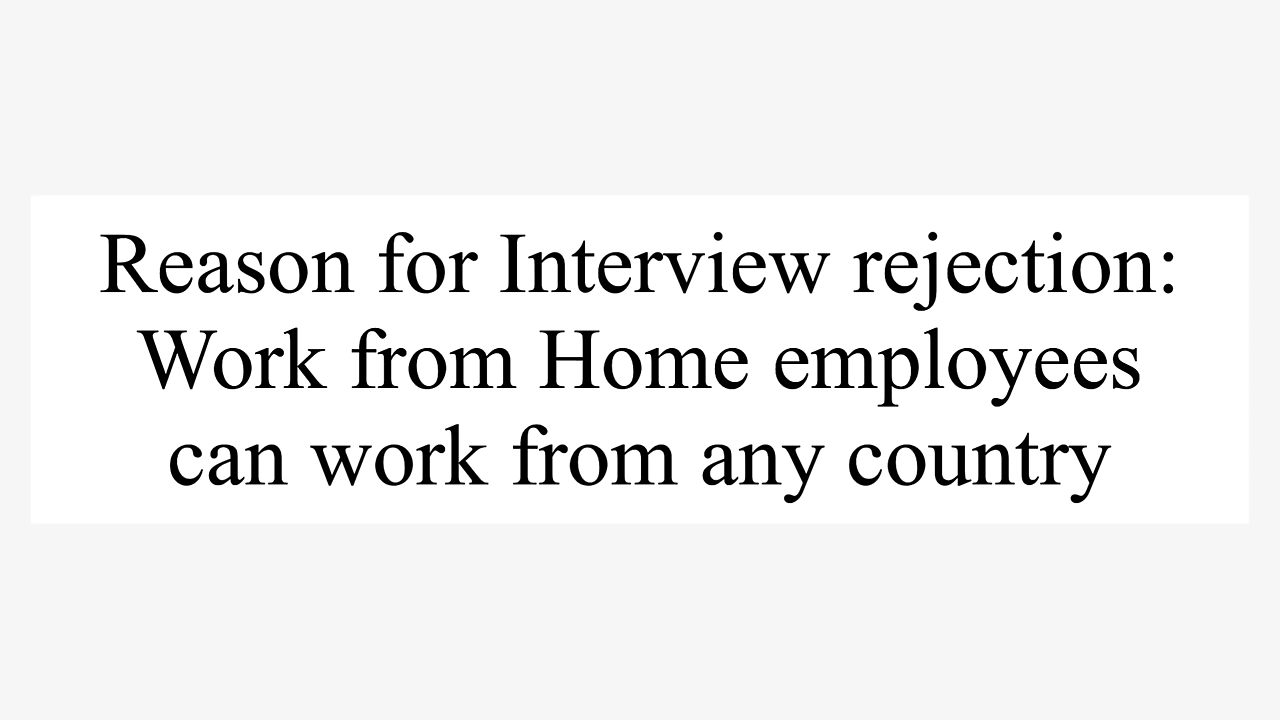 Reason for Interview rejection:
Work from Home employees
can work from any country